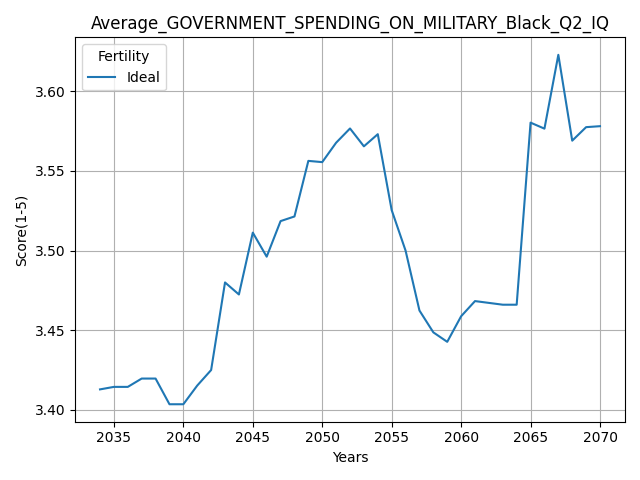 Average_GOVERNMENT_SPENDING_ON_MILITARY_Black_Q2_IQ
Fertility
Ideal
Score(1-5)
3.60
3.55
3.50
3.45
3.40
2035 2040 2045 2050 2055 2060 2065 2070
Years